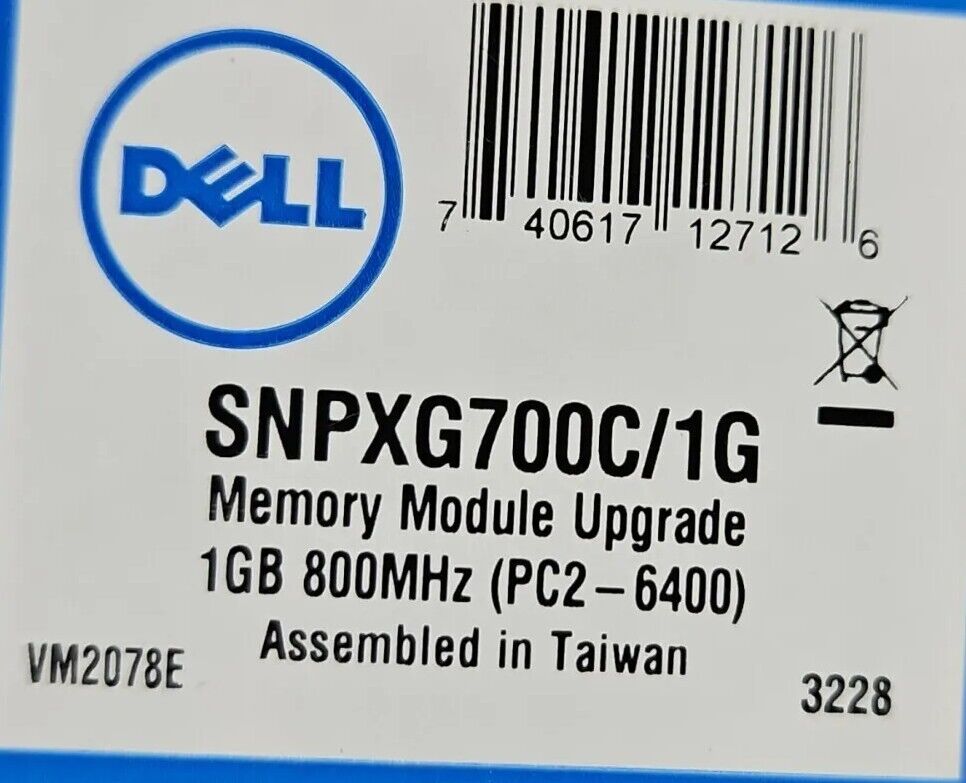 DELL
7 40617 12712 6
SNPXG700C/1G
Memory Module Upgrade
1GB 800MHz (PC2-6400)
Assembled in Taiwan
VM2078E
3228